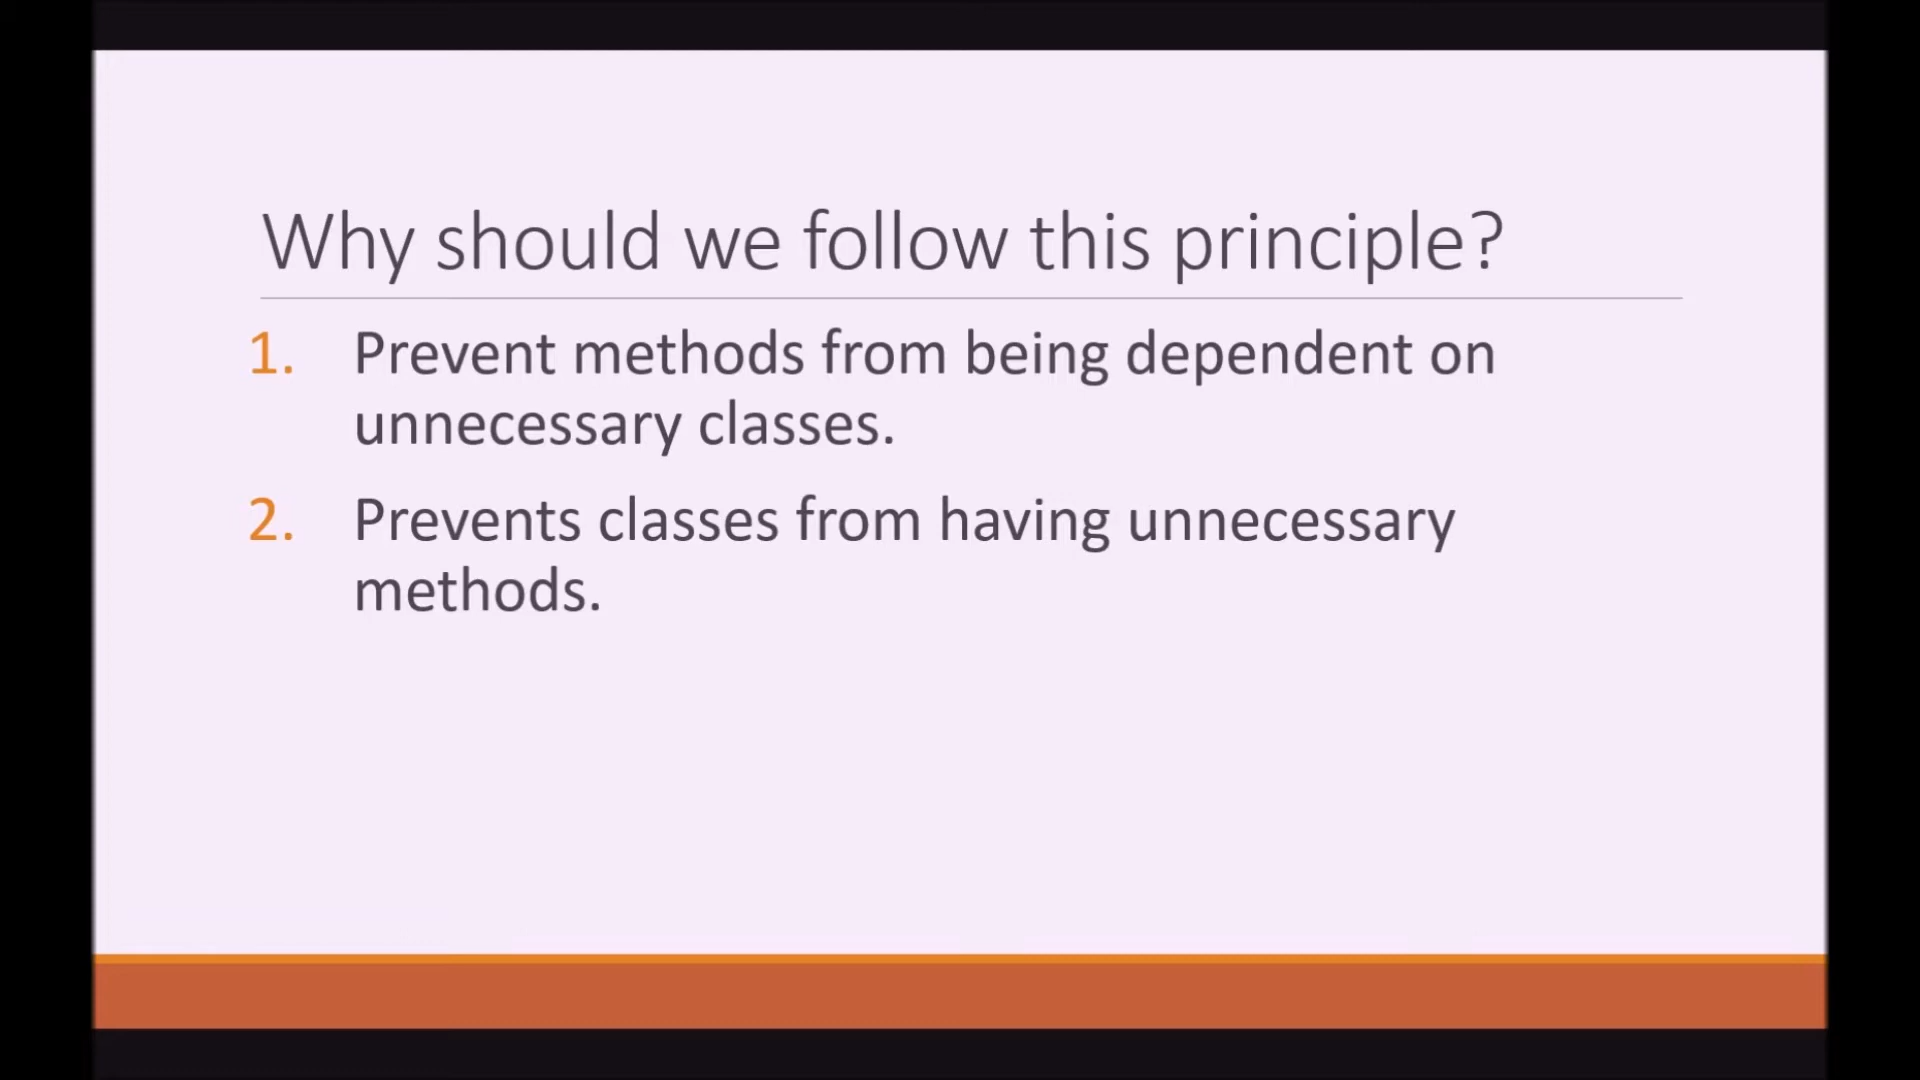 Why should we follow this principle?
1. Prevent methods from being dependent on
unnecessary classes.
2. Prevents classes from having unnecessary
methods.